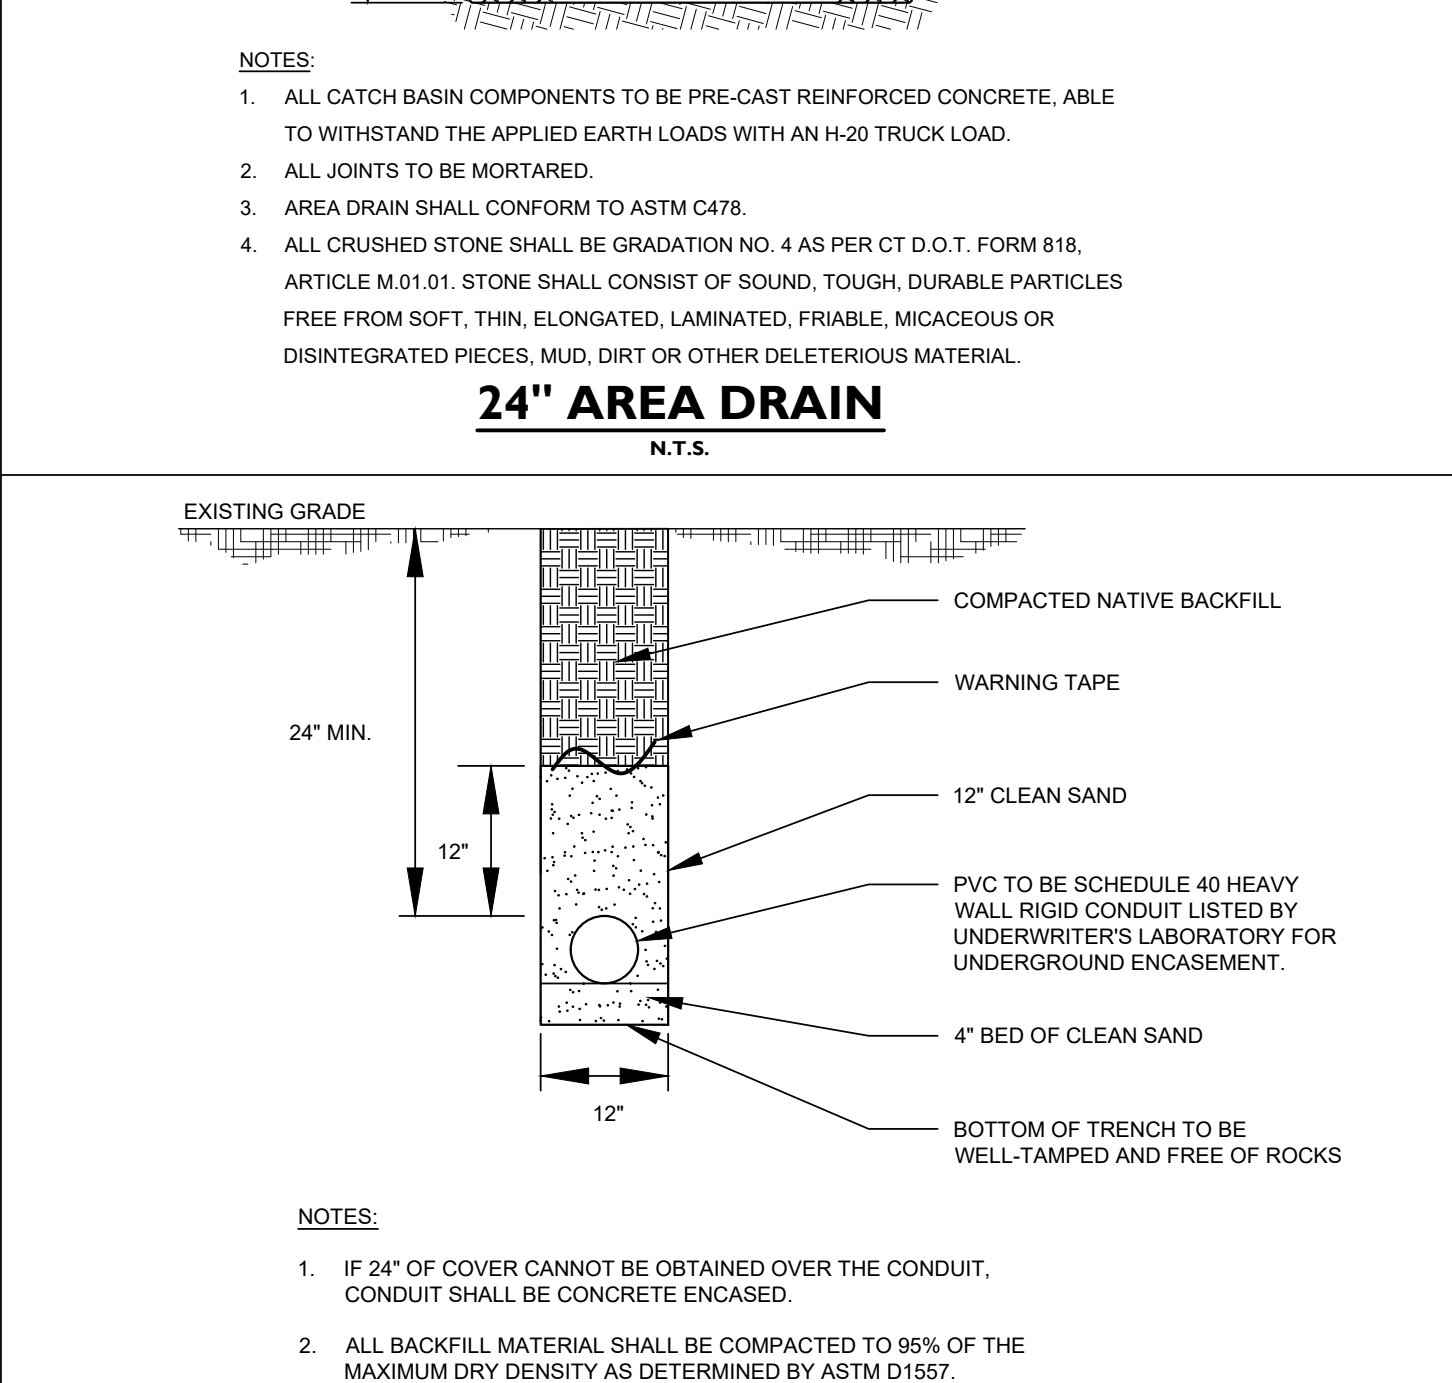 NOTES:
1. ALL CATCH BASIN COMPONENTS TO BE PRE-CAST REINFORCED CONCRETE, ABLE
TO WITHSTAND THE APPLIED EARTH LOADS WITH AN H-20 TRUCK LOAD.
2. ALL JOINTS TO BE MORTARED.
3. AREA DRAIN SHALL CONFORM TO ASTM C478.
4. ALL CRUSHED STONE SHALL BE GRADATION NO. 4 AS PER CT D.O.T. FORM 818,
ARTICLE M.01.01. STONE SHALL CONSIST OF SOUND, TOUGH, DURABLE PARTICLES
FREE FROM SOFT, THIN, ELONGATED, LAMINATED, FRIABLE, MICACEOUS OR
DISINTEGRATED PIECES, MUD, DIRT OR OTHER DELETERIOUS MATERIAL.
24" AREA DRAIN
N.T.S.
EXISTING GRADE
COMPACTED NATIVE BACKFILL
WARNING TAPE
24" MIN.
12" CLEAN SAND
12"
PVC TO BE SCHEDULE 40 HEAVY
WALL RIGID CONDUIT LISTED BY
UNDERWRITER'S LABORATORY FOR
UNDERGROUND ENCASEMENT.
4" BED OF CLEAN SAND
12"
BOTTOM OF TRENCH TO BE
WELL-TAMPED AND FREE OF ROCKS
NOTES:
1. IF 24" OF COVER CANNOT BE OBTAINED OVER THE CONDUIT,
CONDUIT SHALL BE CONCRETE ENCASED.
2. ALL BACKFILL MATERIAL SHALL BE COMPACTED TO 95% OF THE
MAXIMUM DRY DENSITY AS DETERMINED BY ASTM D1557.